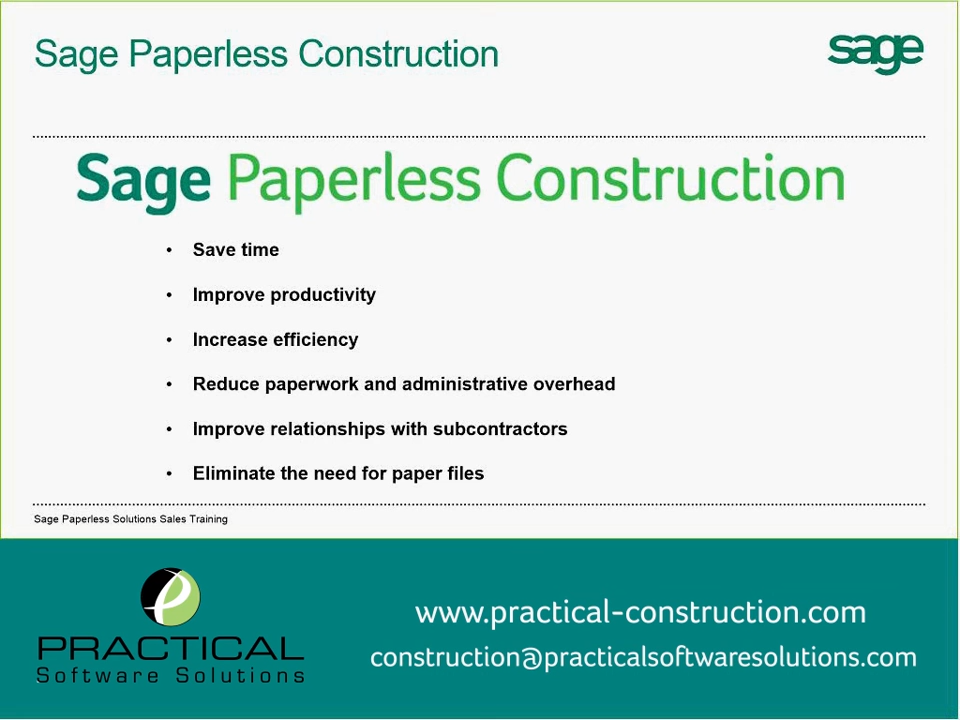 Sage Paperless Construction
sage
Sage Paperless Construction
• Save time
• Improve productivity
• Increase efficiency
• Reduce paperwork and administrative overhead
• Improve relationships with subcontractors
• Eliminate the need for paper files
Sage Paperless Solutions Sales Training
PRACTICAL
Software Solutions
www.practical-construction.com
construction@practicalsoftwaresolutions.com